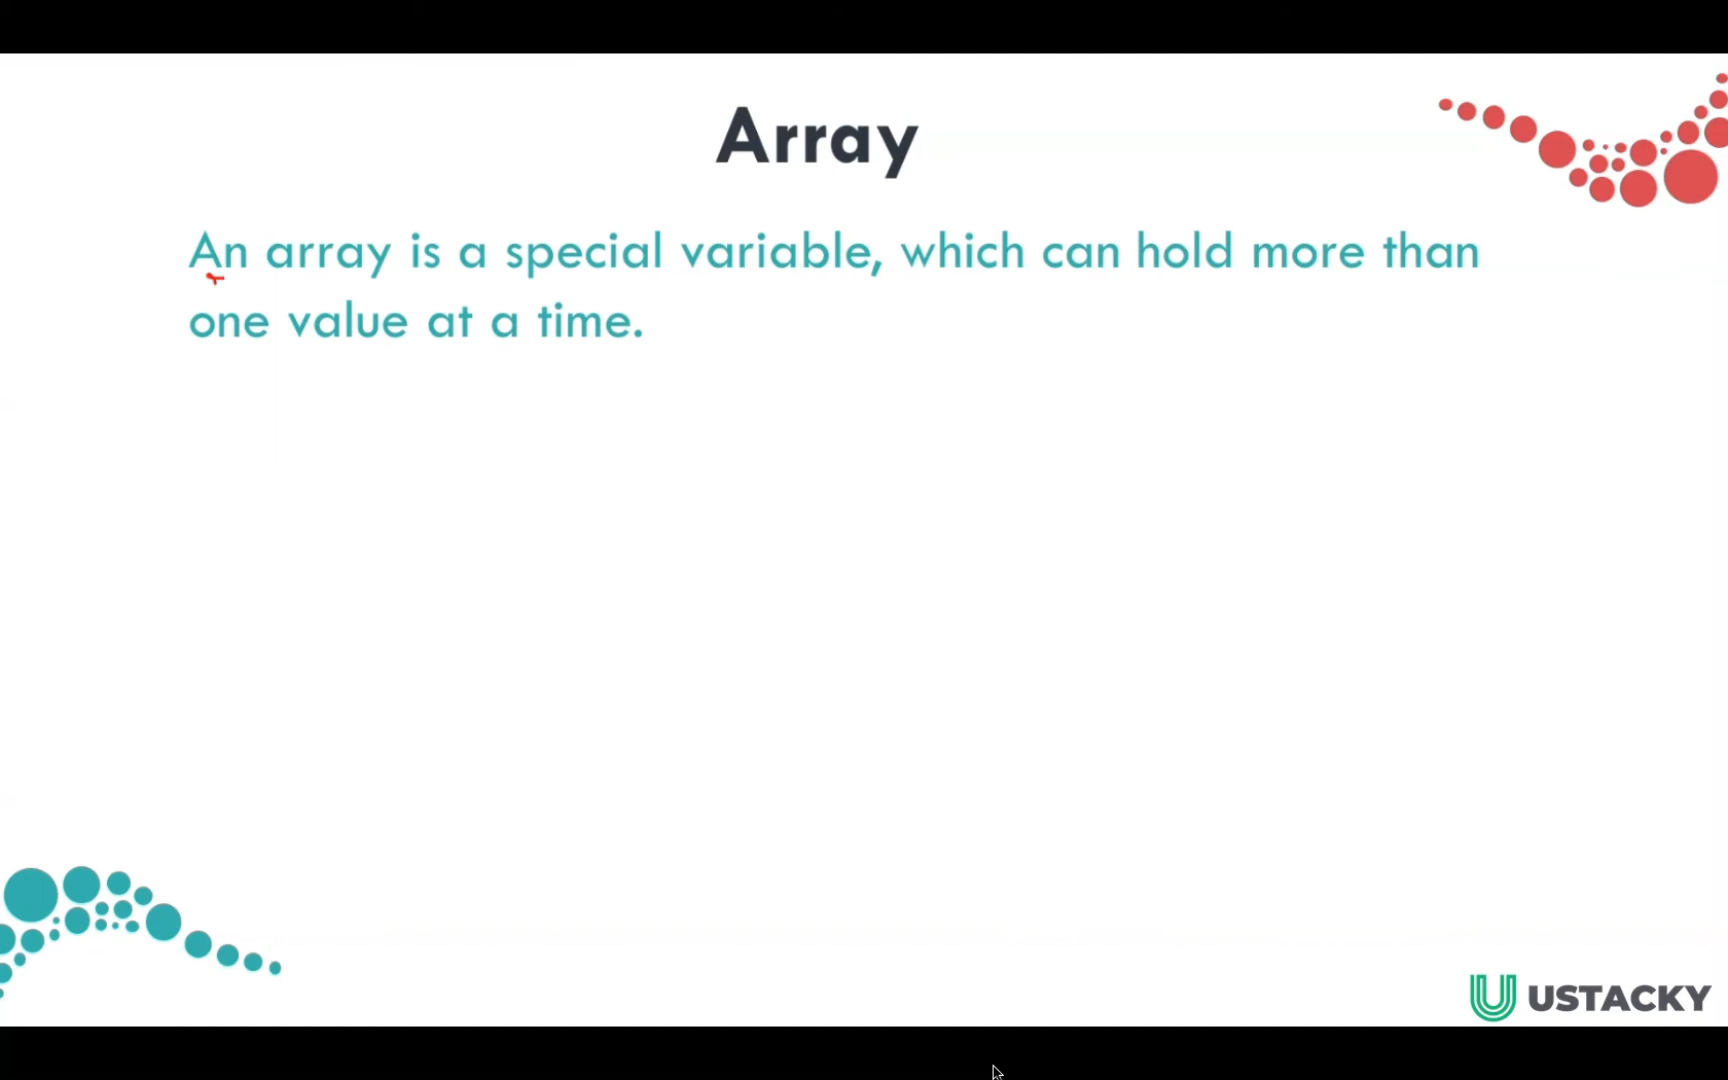 Array
An array is a special variable, which can hold more than
one value at a time.
USTACKY